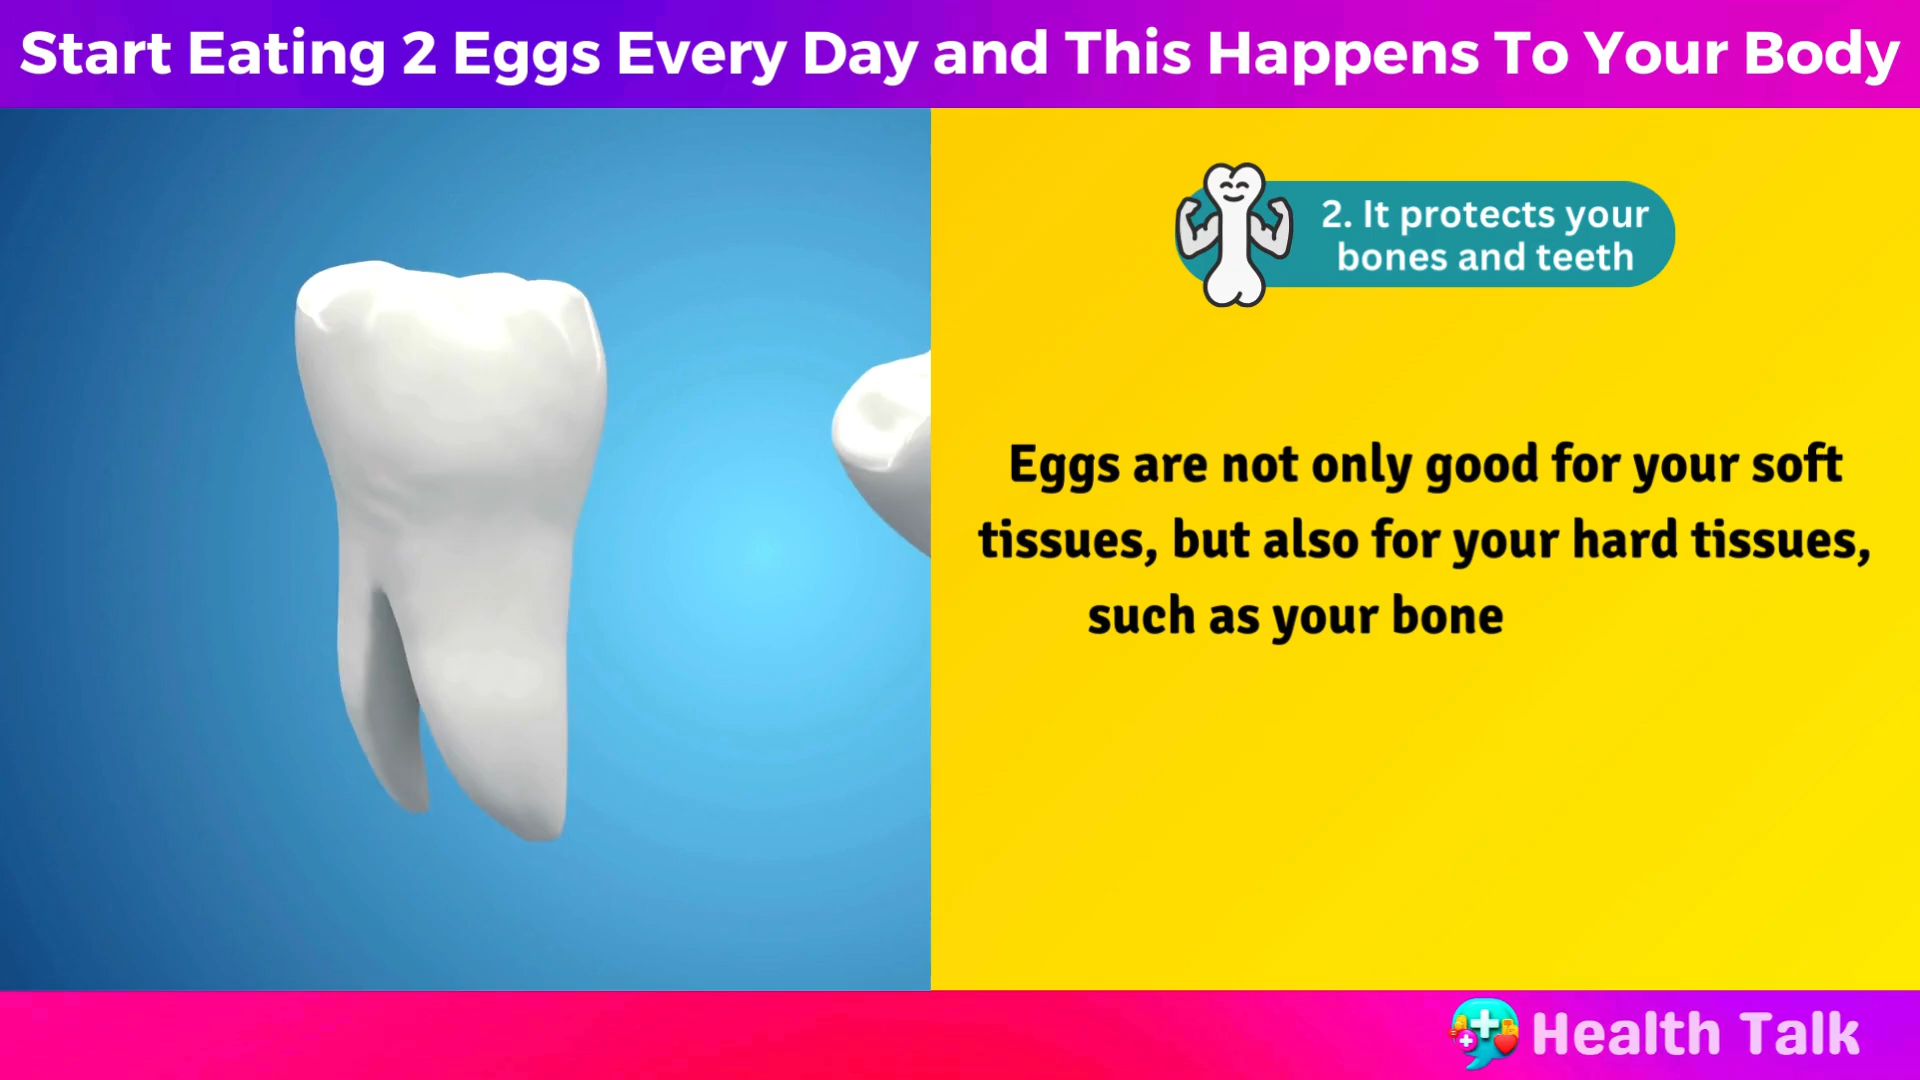 Start Eating 2 Eggs Every Day and This Happens To Your Body
2. It protects your
bones and teeth
Eggs are not only good for your soft
tissues, but also for your hard tissues,
such as your bone
Health Talk